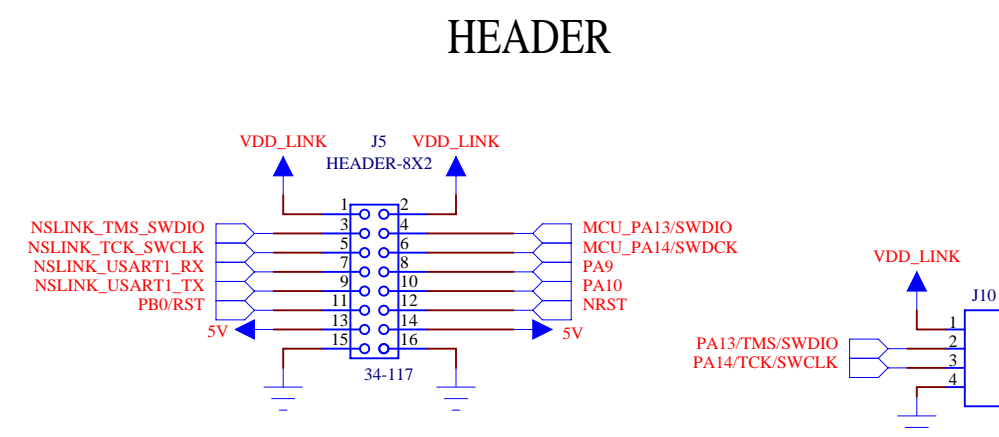 HEADER
VDD_LINK J5 VDD_LINK
HEADER-8X2
1 2
NSLINK_TMS_SWDIO 3 4 MCU_PA13/SWDIO
NSLINK_TCK_SWCLK 5 6 MCU_PA14/SWDCK
NSLINK_USART1_RX 7 8 PA9
NSLINK_USART1_TX 9 10 PA10
PB0/RST 11 12 NRST
5V 13 14 5V
15 16
34-117
VDD_LINK
J10
1
PA13/TMS/SWDIO 2
PA14/TCK/SWCLK 3
4